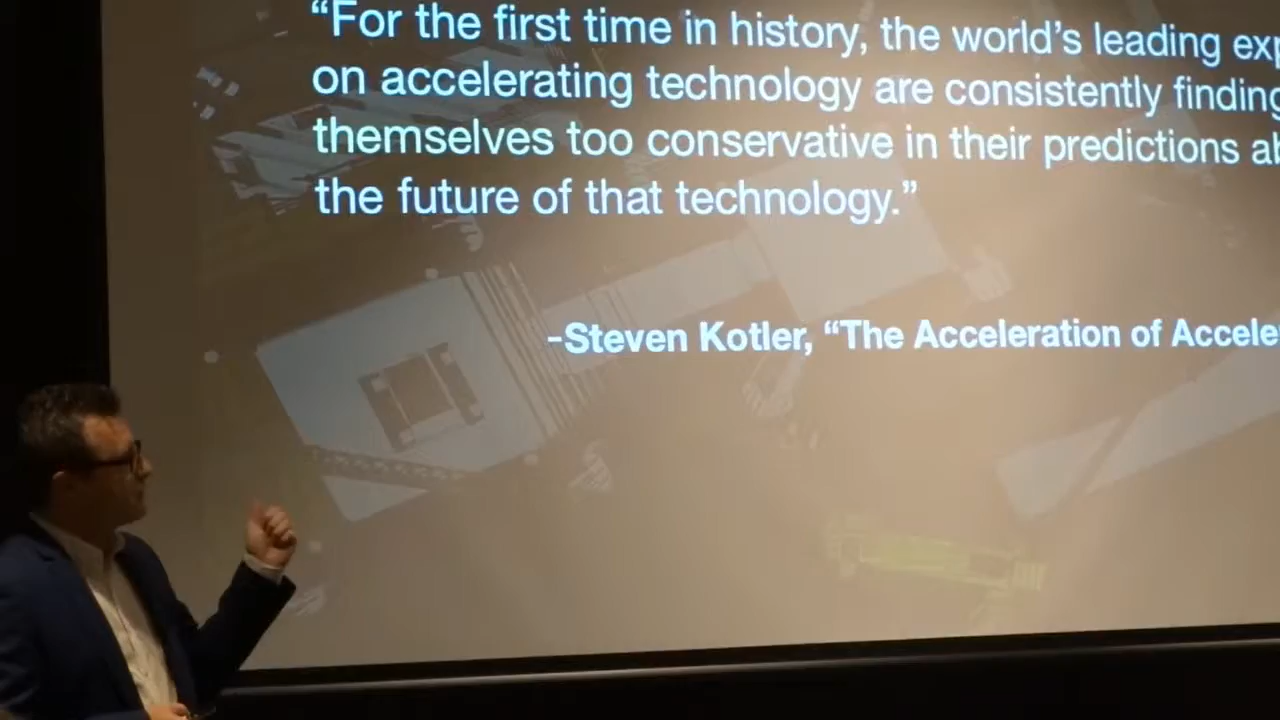 “For the first time in history, the world’s leading
on accelerating technology are consistently finding
themselves too conservative in their predictions
the future of that technology.”
-Steven Kotler, “The Acceleration of